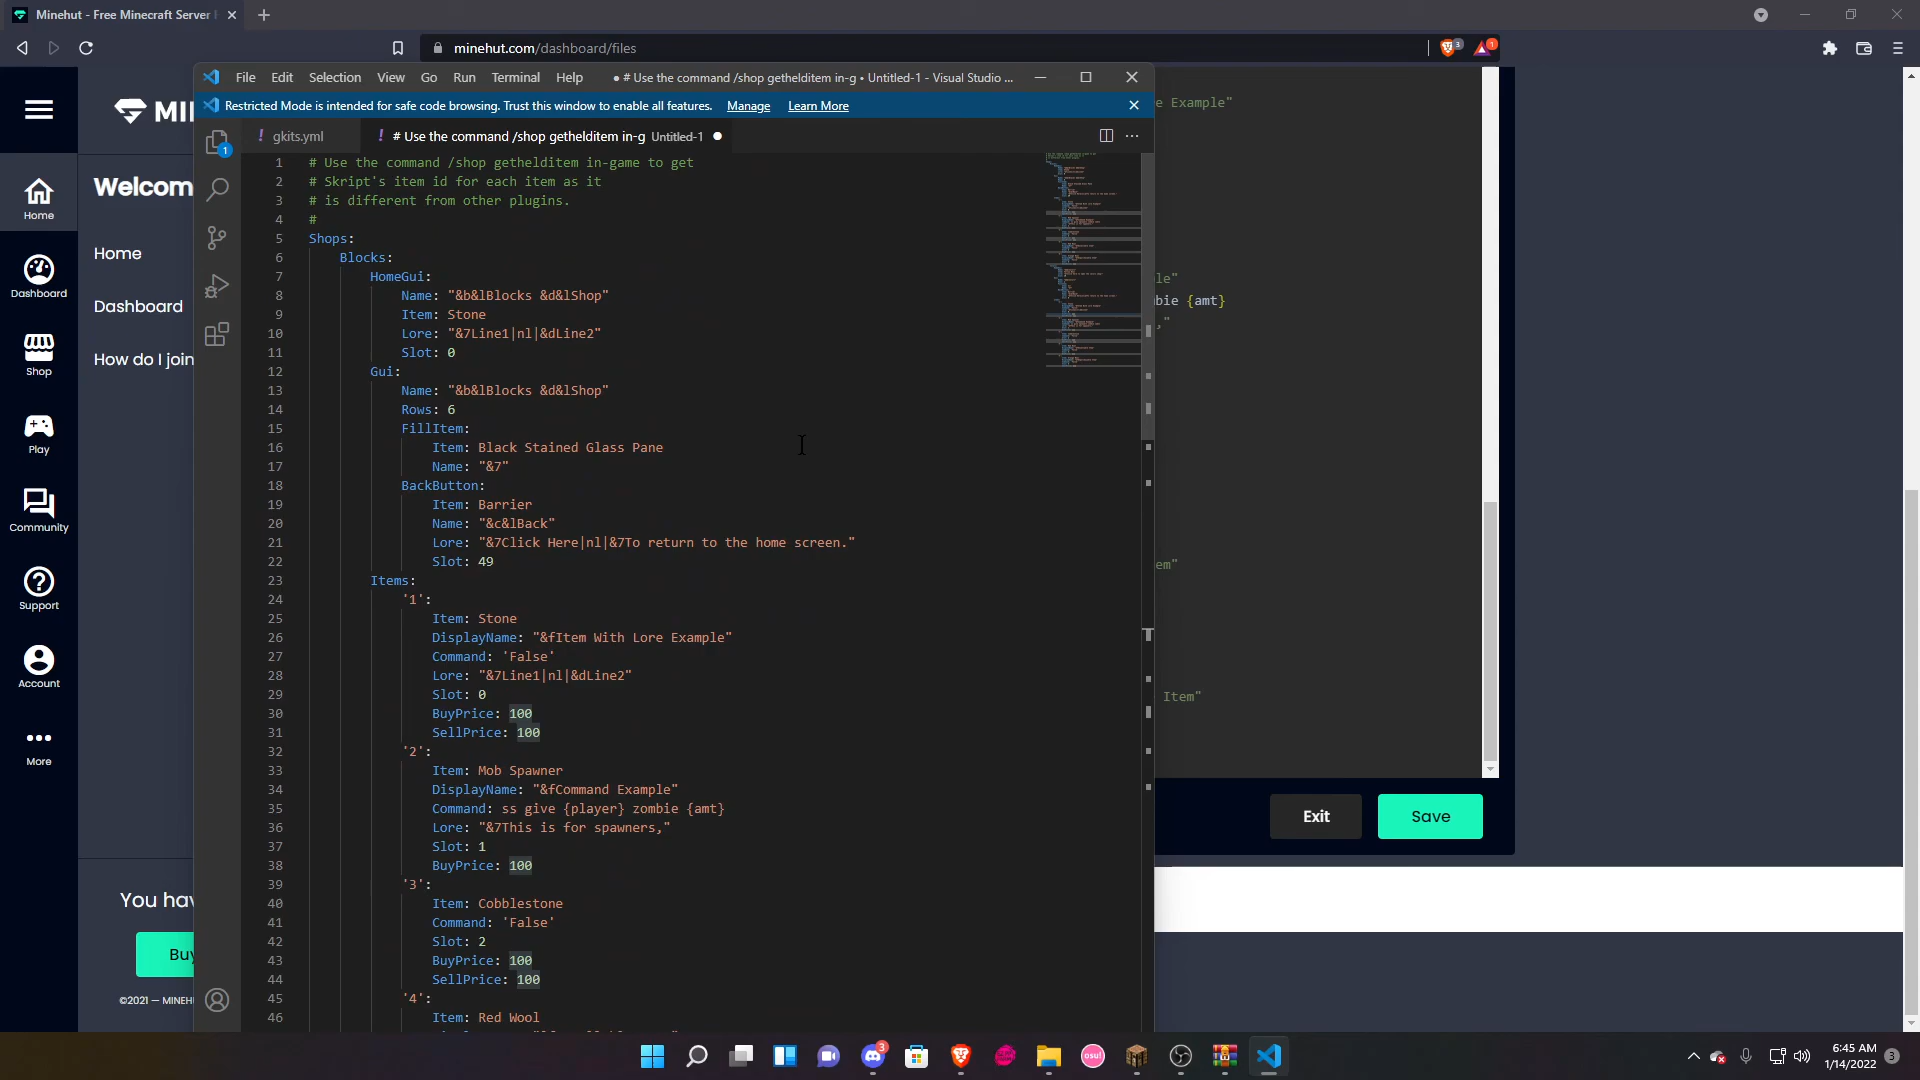 Minehut - Free Minecraft Server
minehut.com/dashboard/files
3
1
File Edit Selection View Go Run Terminal Help
● # Use the command /shop gethelditem in-g • Untitled-1 - Visual Studio ...
Restricted Mode is intended for safe code browsing. Trust this window to enable all features. Manage Learn More
! gkits.yml
! # Use the command /shop gethelditem in-g Untitled-1 ●
1 # Use the command /shop gethelditem in-game to get
2 # Skript's item id for each item as it
3 # is different from other plugins.
4 #
5 Shops:
6 Blocks:
7 HomeGui:
8 Name: "&b&lBlocks &d&lShop"
9 Item: Stone
10 Lore: "&7Line1|nl|&dLine2"
11 Slot: 0
12 Gui:
13 Name: "&b&lBlocks &d&lShop"
14 Rows: 6
15 FillItem:
16 Item: Black Stained Glass Pane
17 Name: "&7"
18 BackButton:
19 Item: Barrier
20 Name: "&c&lBack"
21 Lore: "&7Click Here|nl|&7To return to the home screen."
22 Slot: 49
23 Items:
24 '1':
25 Item: Stone
26 DisplayName: "&fItem With Lore Example"
27 Command: 'False'
28 Lore: "&7Line1|nl|&dLine2"
29 Slot: 0
30 BuyPrice: 100
31 SellPrice: 100
32 '2':
33 Item: Mob Spawner
34 DisplayName: "&fCommand Example"
35 Command: ss give {player} zombie {amt}
36 Lore: "&7This is for spawners,"
37 Slot: 1
38 BuyPrice: 100
39 '3':
40 Item: Cobblestone
41 Command: 'False'
42 Slot: 2
43 BuyPrice: 100
44 SellPrice: 100
45 '4':
46 Item: Red Wool
1
MI
Home
Dashboard
Shop
Play
Community
Support
Account
More
Welcom
Home
Dashboard
How do I join
You hav
Buy
©2021 — MINEHU
e Example"
le"
bie {amt}
,"
em"
Item"
Exit
Save
3
osu!
6:45 AM
1/14/2022
3